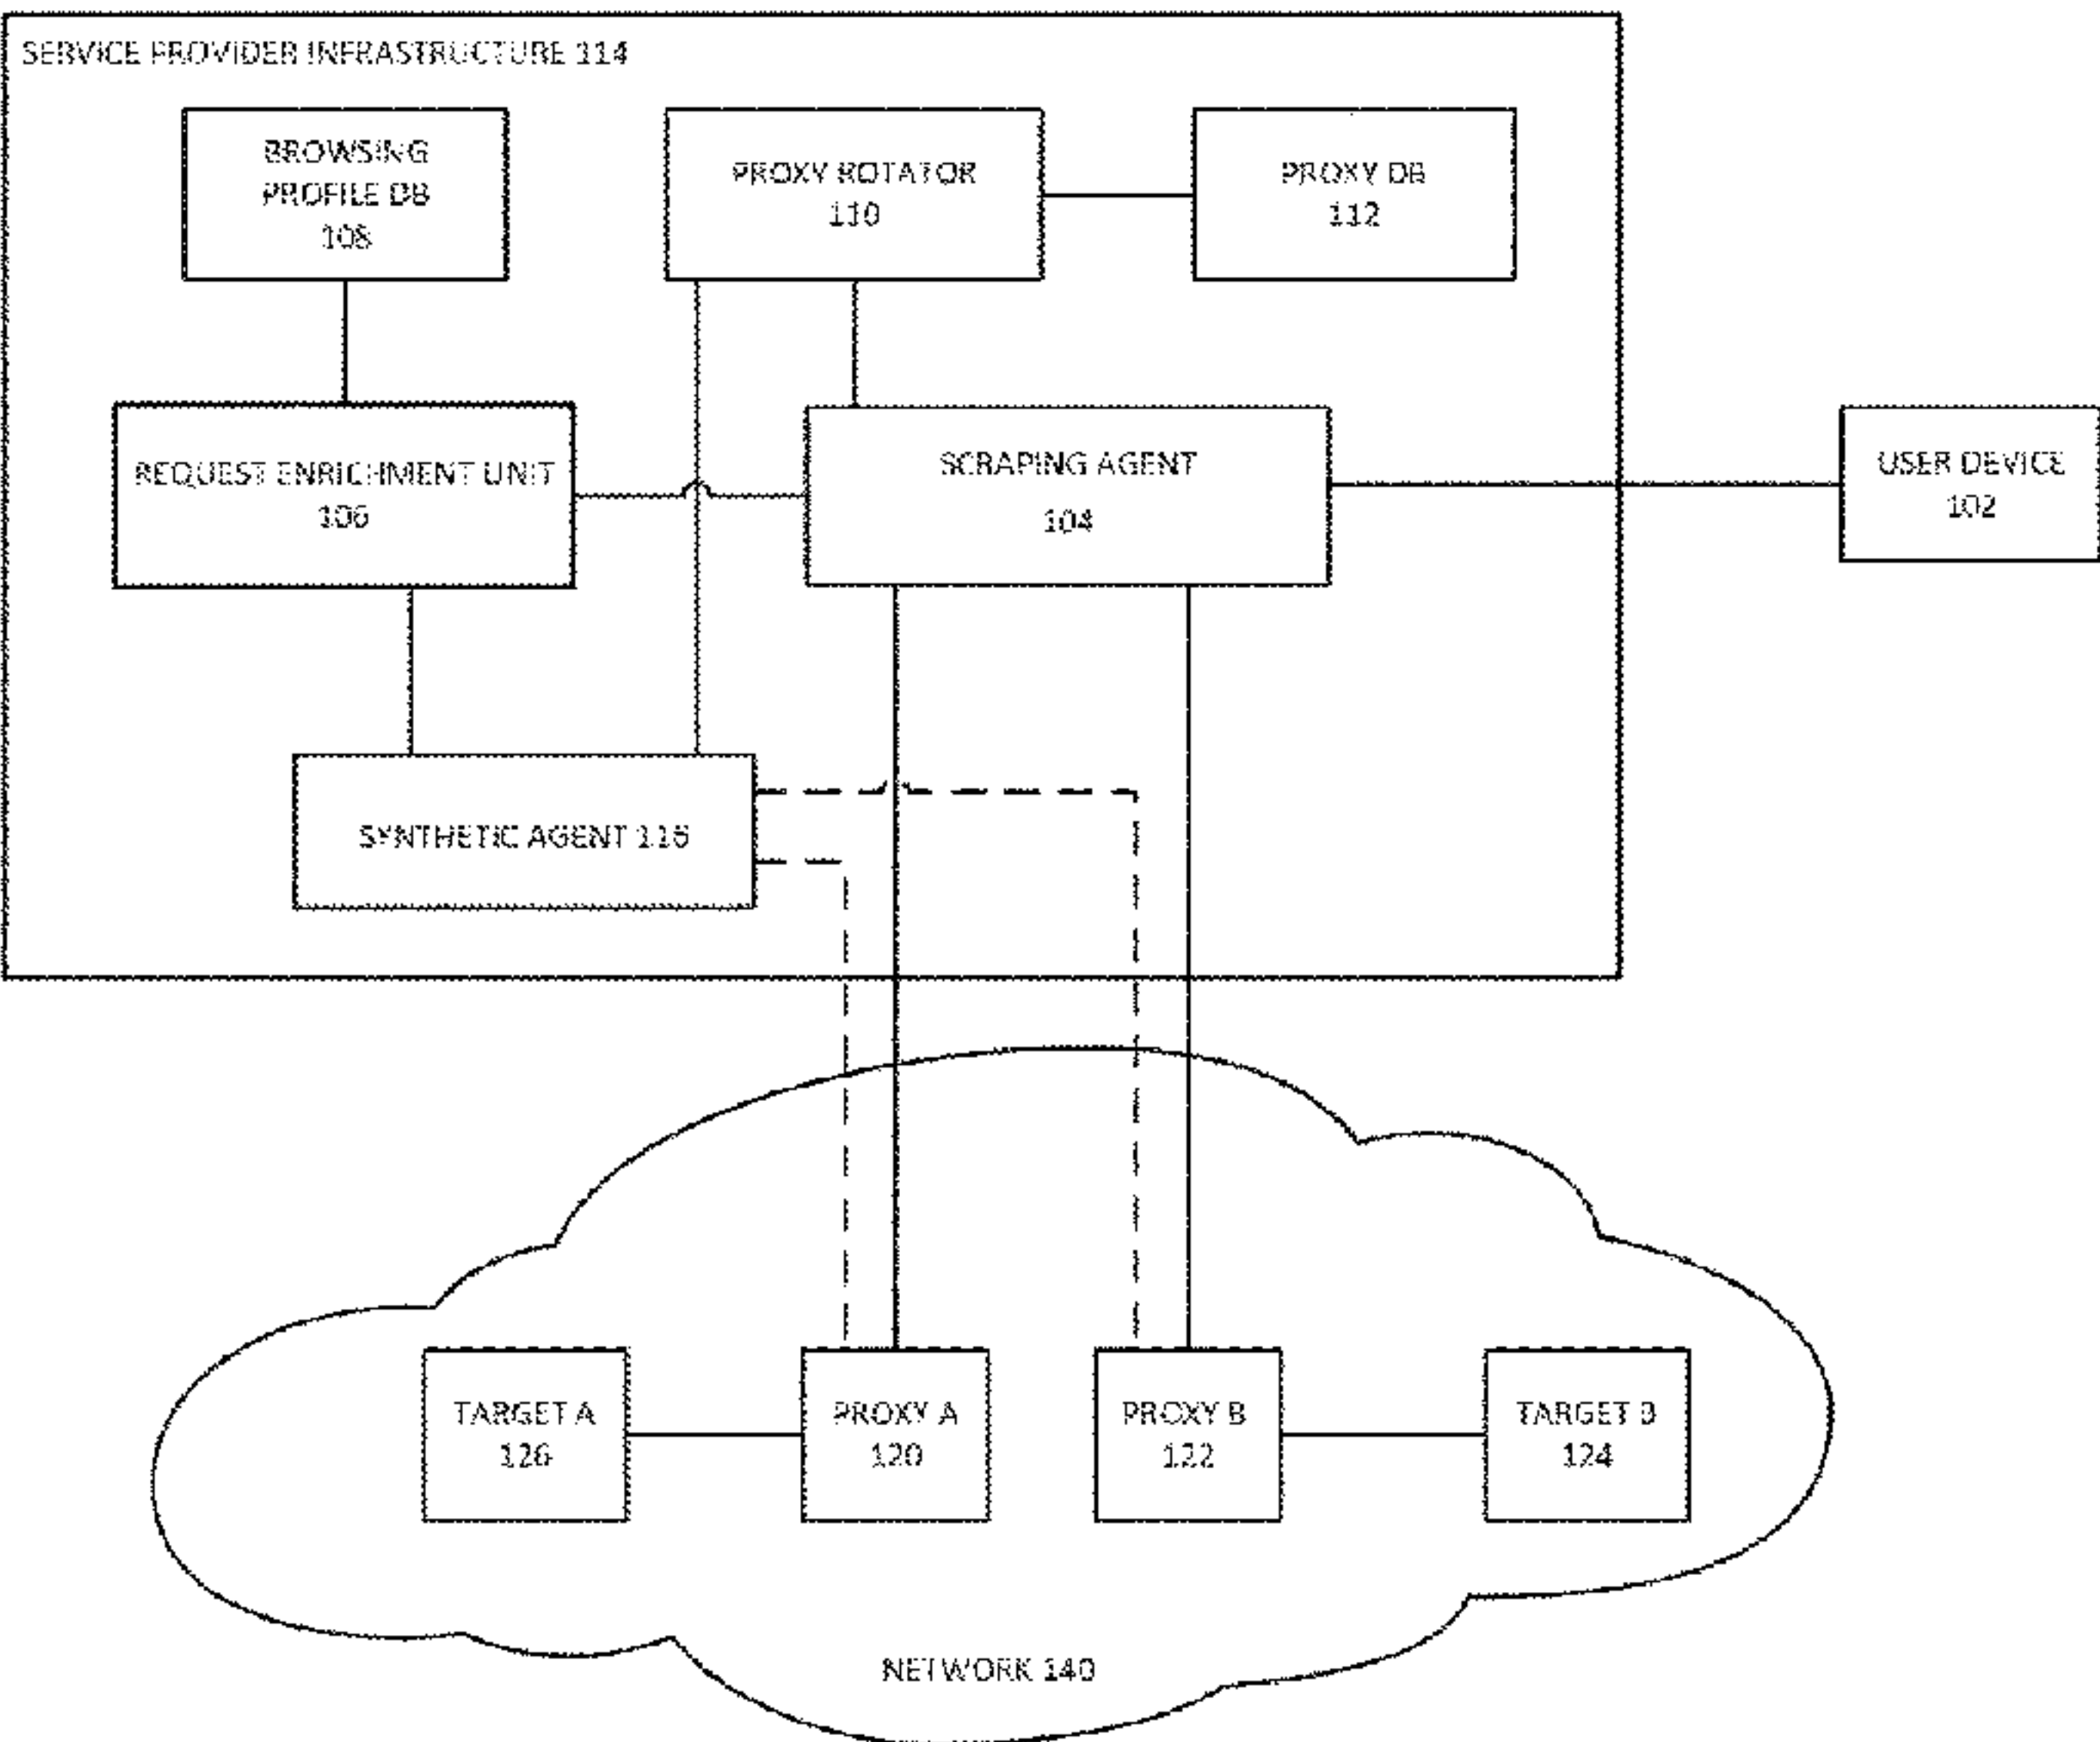 SERVICE PROVIDER INFRASTRUCTURE 114
BROWSING
PROFILE DB
108
PROXY ROTATOR
110
PROXY DB
112
REQUEST ENRICHMENT UNIT
106
SCRAPING AGENT
104
USER DEVICE
102
SYNTHETIC AGENT 116
TARGET A
126
PROXY A
120
PROXY B
122
TARGET B
124
NETWORK 140